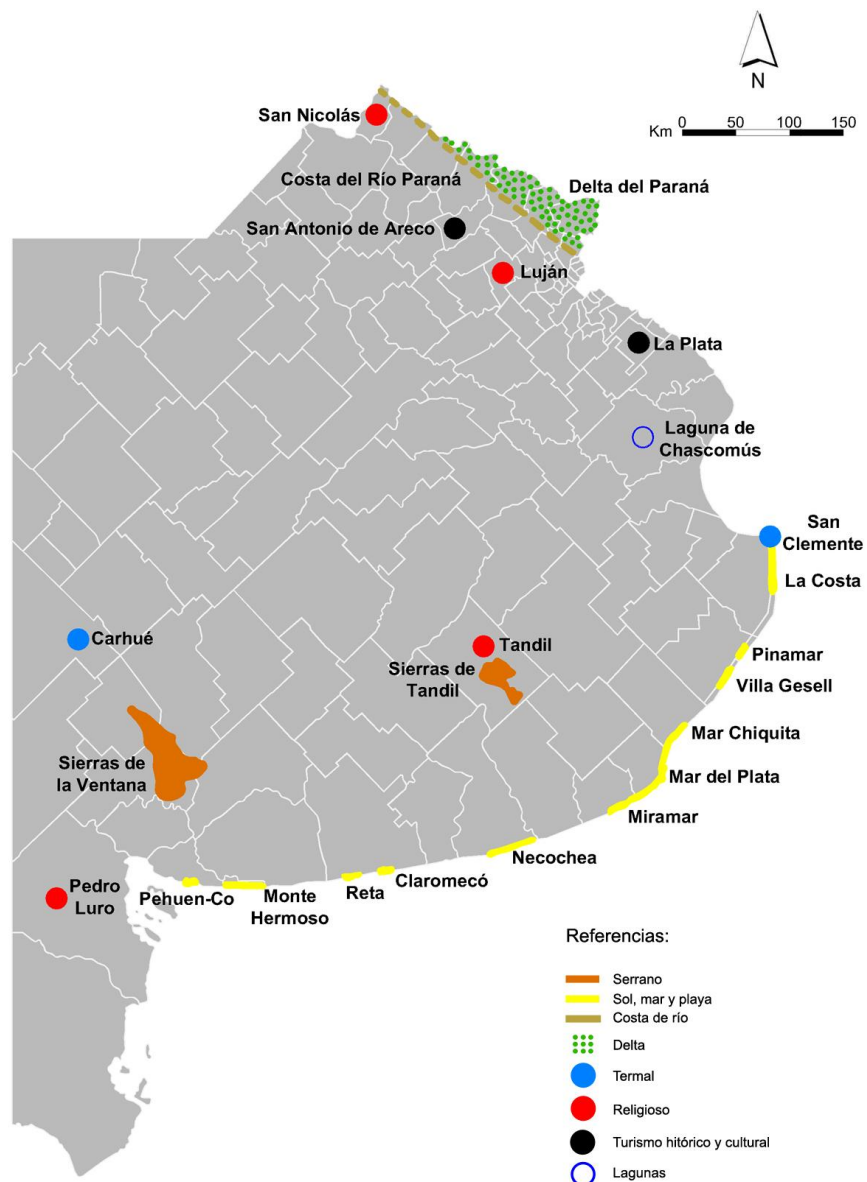 N
Km 0 50 100 150
San Nicolás
Costa del Río Paraná
Delta del Paraná
San Antonio de Areco
Luján
La Plata
Laguna de
Chascomús
San
Clemente
La Costa
Carhué
Tandil
Sierras de
Tandil
Pinamar
Villa Gesell
Mar Chiquita
Sierras de
la Ventana
Mar del Plata
Miramar
Necochea
Claromecó
Reta
Monte
Hermoso
Pehuen-Co
Pedro
Luro
Referencias:
Serrano
Sol, mar y playa
Costa de río
Delta
Termal
Religioso
Turismo hitórico y cultural
Lagunas